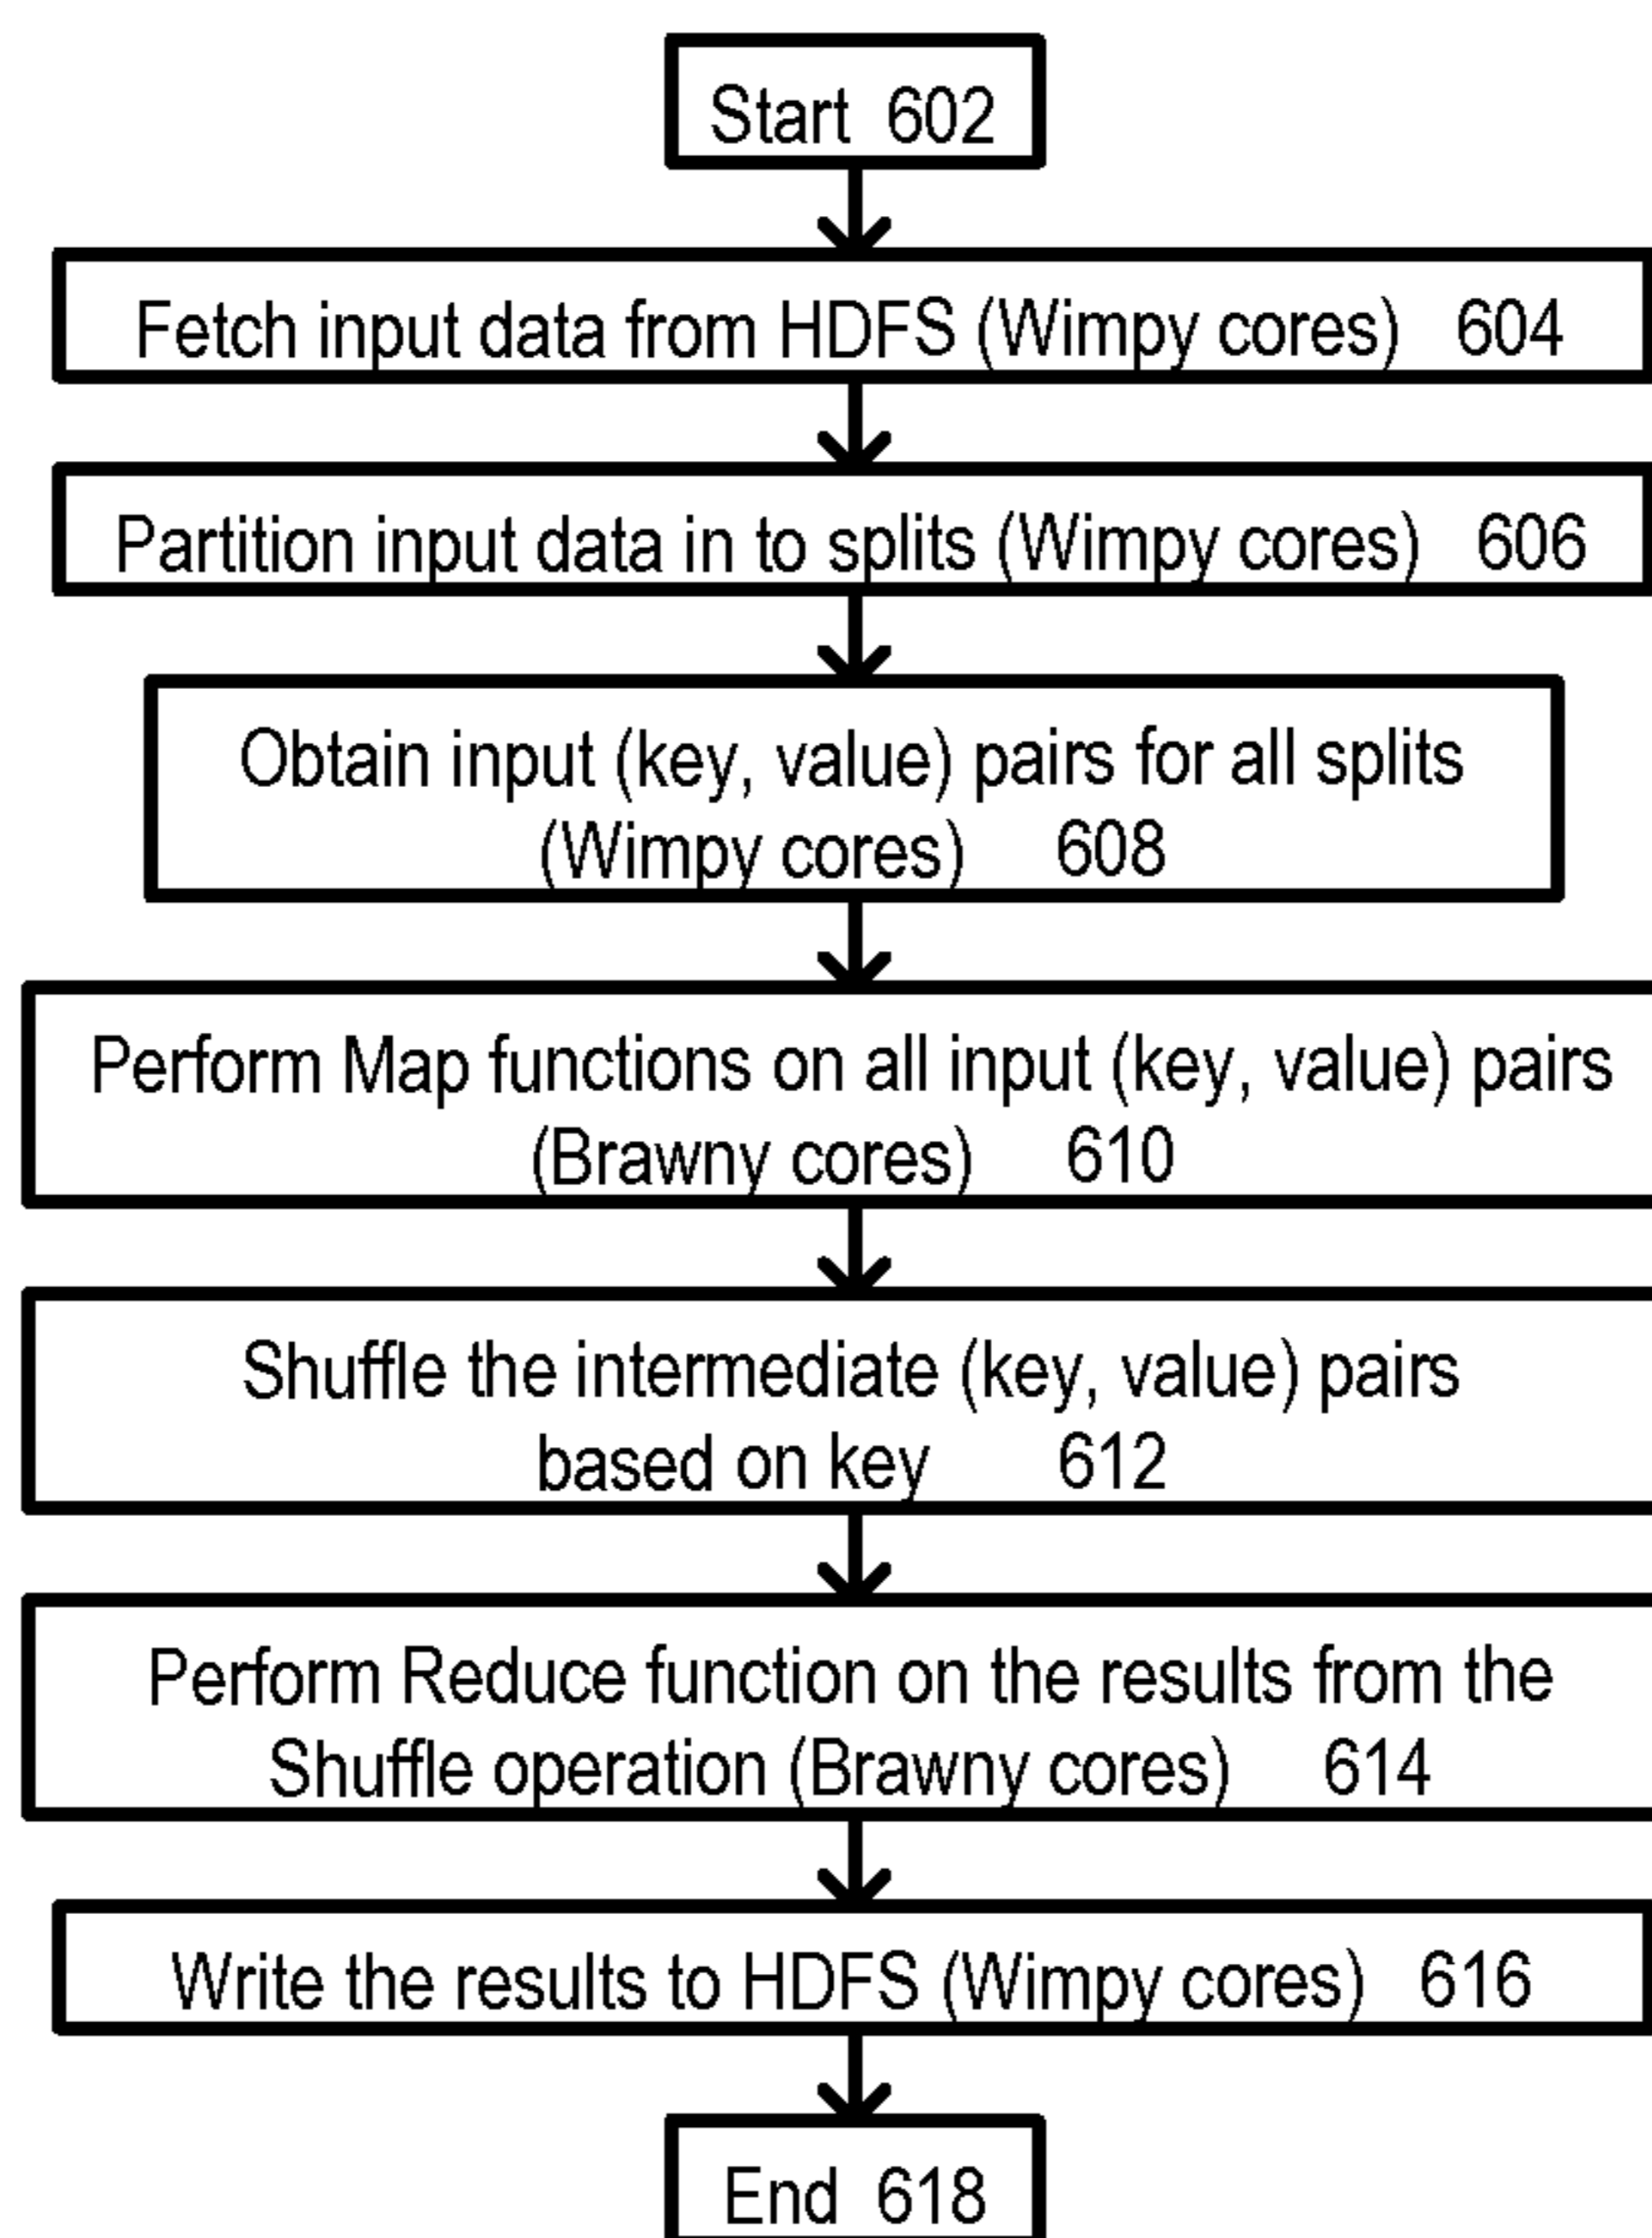 Start 602
Fetch input data from HDFS (Wimpy cores) 604
Partition input data in to splits (Wimpy cores) 606
Obtain input (key, value) pairs for all splits
(Wimpy cores) 608
Perform Map functions on all input (key, value) pairs
(Brawny cores) 610
Shuffle the intermediate (key, value) pairs
based on key 612
Perform Reduce function on the results from the
Shuffle operation (Brawny cores) 614
Write the results to HDFS (Wimpy cores) 616
End 618